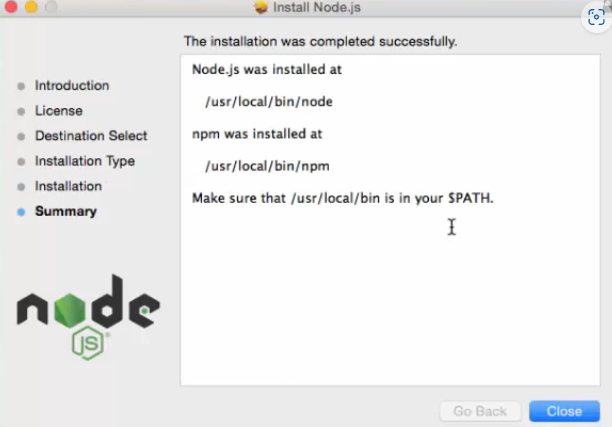 Install Node.js
The installation was completed successfully.
Introduction
License
Destination Select
Installation Type
Installation
Summary
Node.js was installed at
/usr/local/bin/node
npm was installed at
/usr/local/bin/npm
Make sure that /usr/local/bin is in your $PATH.
node
JS
Go Back
Close